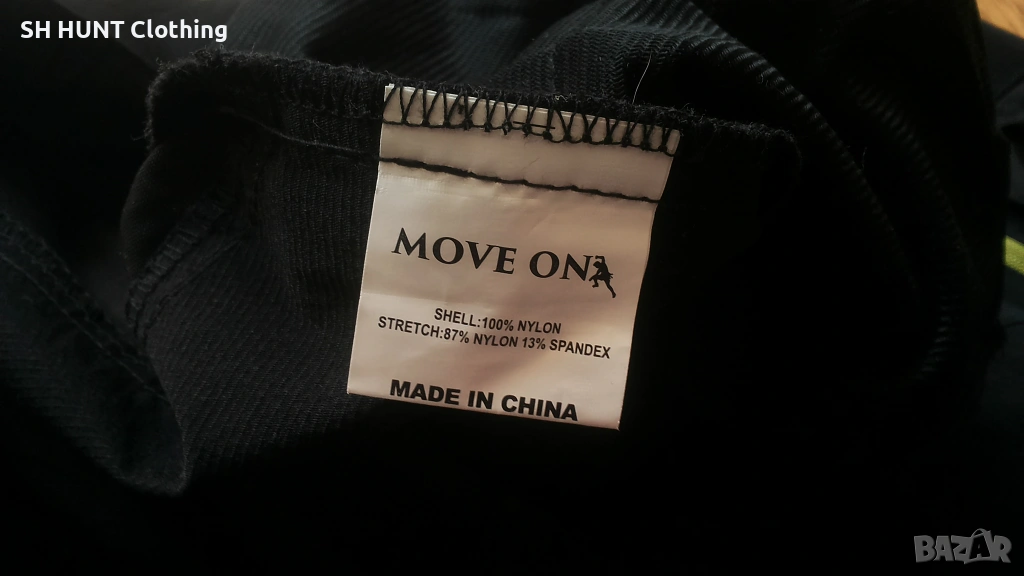 SH HUNT Clothing
MOVE ON
SHELL:100% NYLON
STRETCH:87% NYLON 13% SPANDEX
MADE IN CHINA
BAZAR